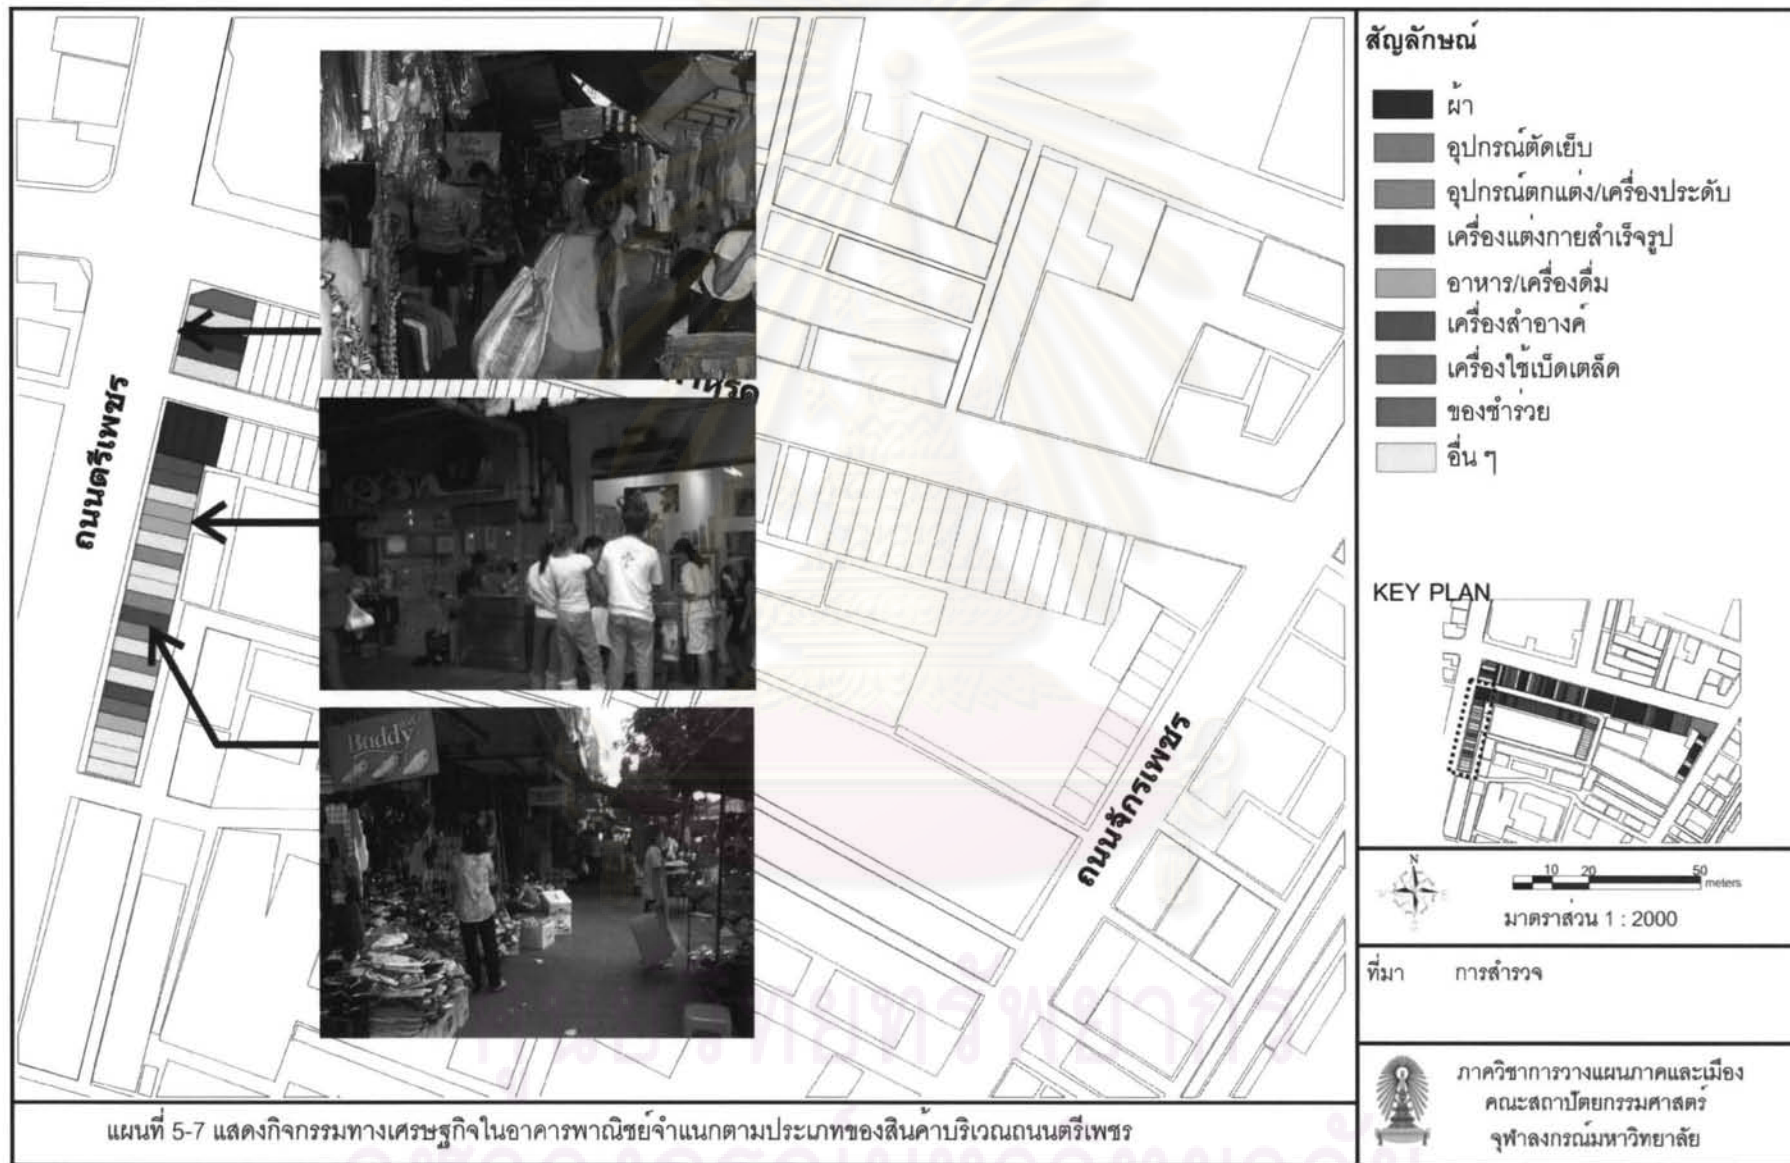 สัญลักษณ์
ผ้า
อุปกรณ์ตัดเย็บ
อุปกรณ์ตกแต่ง/เครื่องประดับ
เครื่องแต่งกายสำเร็จรูป
อาหาร/เครื่องดื่ม
เครื่องสำอางค์
เครื่องใช้เบ็ดเตล็ด
ของชำร่วย
อื่น ๆ
ถนนตรีเพชร
ถนนจักรเพชร
Buddy
KEY PLAN
N
10 20 50 meters
มาตราส่วน 1 : 2000
ที่มา การสำรวจ
ภาควิชาการวางแผนภาคและเมือง
คณะสถาปัตยกรรมศาสตร์
จุฬาลงกรณ์มหาวิทยาลัย
แผนที่ 5-7 แสดงกิจกรรมทางเศรษฐกิจในอาคารพาณิชย์จำแนกตามประเภทของสินค้าบริเวณถนนตรีเพชร
ศูนย์วิทยทรัพยากร